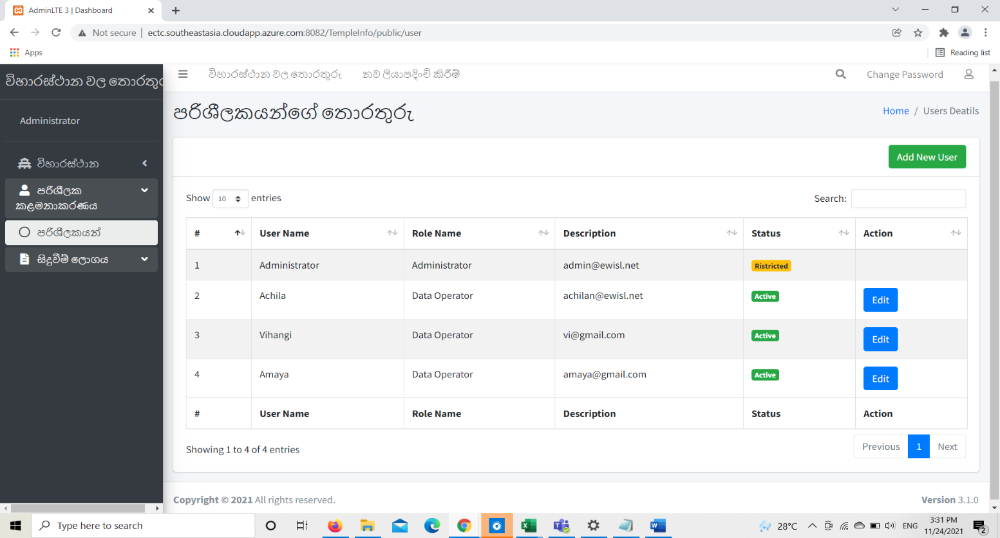 AdminLTE 3 | Dashboard
Not secure | ectc.southeastasia.cloudapp.azure.com:8082/TempleInfo/public/user
Apps
Reading list
විහාරස්ථාන වල තොරතුර
විහාරස්ථාන වල තොරතුරු නව ලියාපදිංචි කිරීම්
Change Password
Administrator
පරිශීලකයන්ගේ තොරතුරු
Home / Users Deatils
විහාරස්ථාන
පරිශීලක
කළමනාකරණය
පරිශීලකයන්
සිදුවීම් ලොගය
Add New User
Show 10 entries
Search:
# User Name Role Name Description Status Action
1 Administrator Administrator admin@ewisl.net Ristricted
2 Achila Data Operator achilan@ewisl.net Active Edit
3 Vihangi Data Operator vi@gmail.com Active Edit
4 Amaya Data Operator amaya@gmail.com Active Edit
# User Name Role Name Description Status Action
Showing 1 to 4 of 4 entries
Previous 1 Next
Copyright © 2021 All rights reserved.
Version 3.1.0
Type here to search
28°C
ENG
3:31 PM
11/24/2021
2